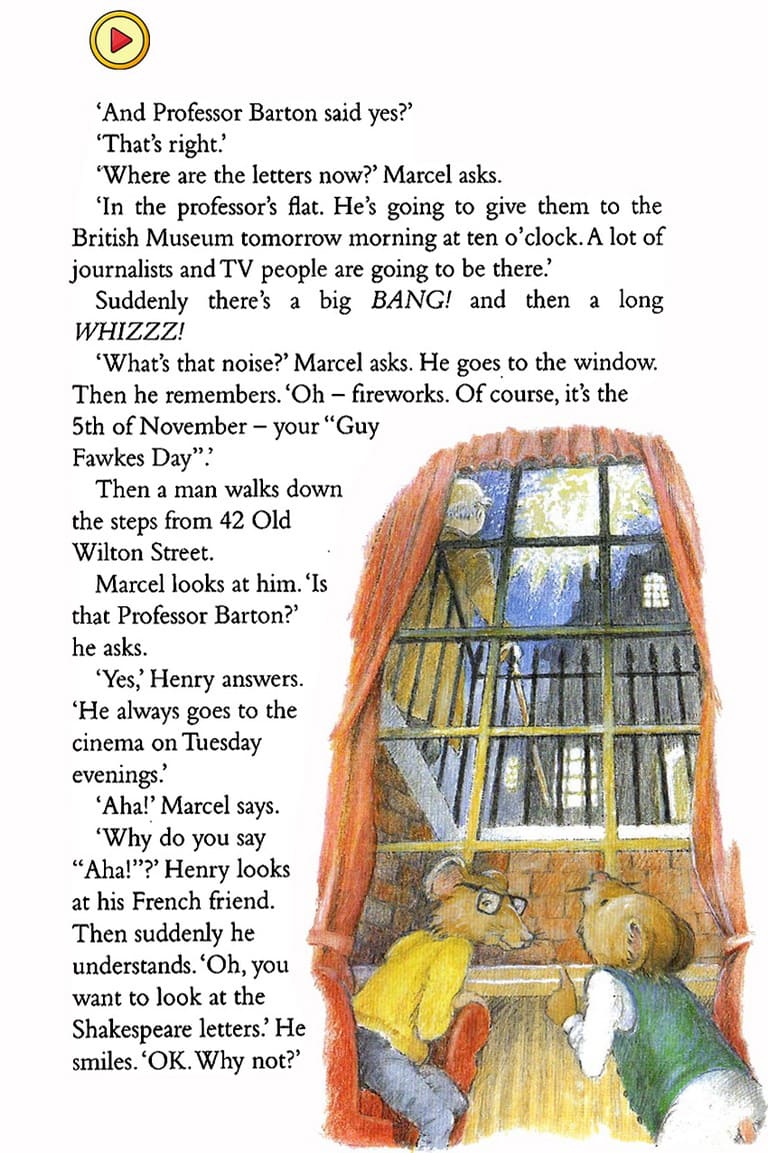 ‘And Professor Barton said yes?’
‘That’s right.’
‘Where are the letters now?’ Marcel asks.
‘In the professor’s flat. He’s going to give them to the
British Museum tomorrow morning at ten o’clock. A lot of
journalists and TV people are going to be there.’
Suddenly there’s a big BANG! and then a long
WHIZZZ!
‘What’s that noise?’ Marcel asks. He goes to the window.
Then he remembers. ‘Oh – fireworks. Of course, it’s the
5th of November – your “Guy
Fawkes Day”.’
Then a man walks down
the steps from 42 Old
Wilton Street.
Marcel looks at him. ‘Is
that Professor Barton?’
he asks.
‘Yes,’ Henry answers.
‘He always goes to the
cinema on Tuesday
evenings.’
‘Aha!’ Marcel says.
‘Why do you say
“Aha!”?’ Henry looks
at his French friend.
Then suddenly he
understands. ‘Oh, you
want to look at the
Shakespeare letters.’ He
smiles. ‘OK. Why not?’